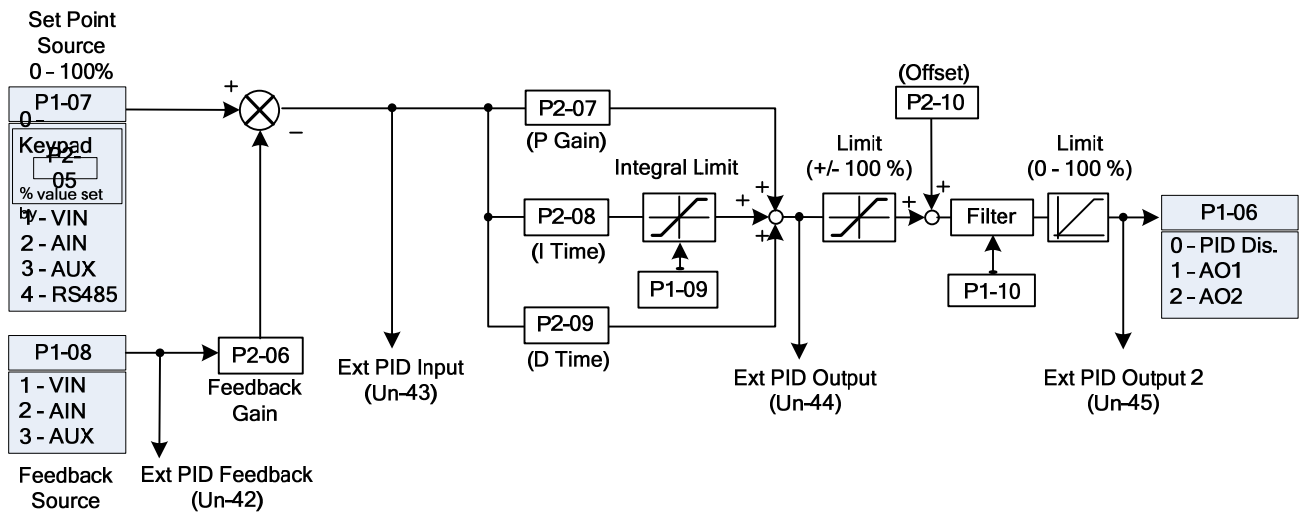 Set Point
Source
0 - 100%
P1-07
0 -
Keypad
P2-
05
% value set
by
1 - VIN
2 - AIN
3 - AUX
4 - RS485
P1-08
1 - VIN
2 - AIN
3 - AUX
Feedback
Source
+
−
P2-06
Feedback
Gain
Ext PID Feedback
(Un-42)
Ext PID Input
(Un-43)
P2-07
(P Gain)
P2-08
(I Time)
P2-09
(D Time)
Integral Limit
P1-09
+
+
+
Ext PID Output
(Un-44)
Limit
(+/- 100 %)
(Offset)
P2-10
+
+
Filter
P1-10
Limit
(0 - 100 %)
Ext PID Output 2
(Un-45)
P1-06
0 - PID Dis.
1 - AO1
2 - AO2